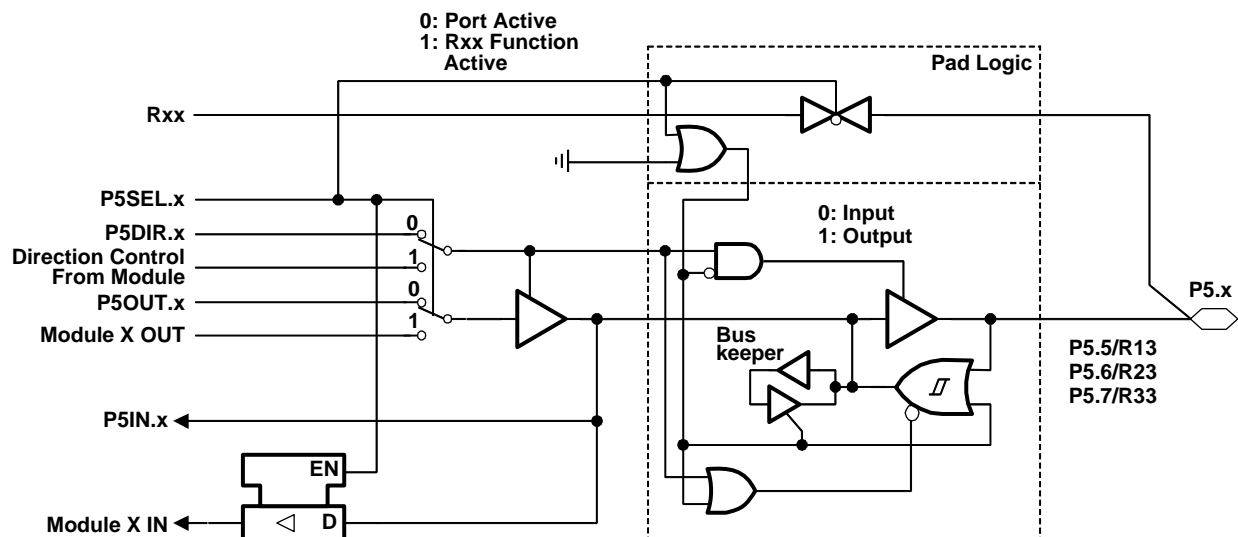 0: Port Active
1: Rxx Function
Active
Pad Logic
Rxx
P5SEL.x
P5DIR.x
0
Direction Control
From Module
1
P5OUT.x
0
Module X OUT
1
0: Input
1: Output
P5.x
Bus
keeper
P5.5/R13
P5.6/R23
P5.7/R33
P5IN.x
EN
Module X IN
D